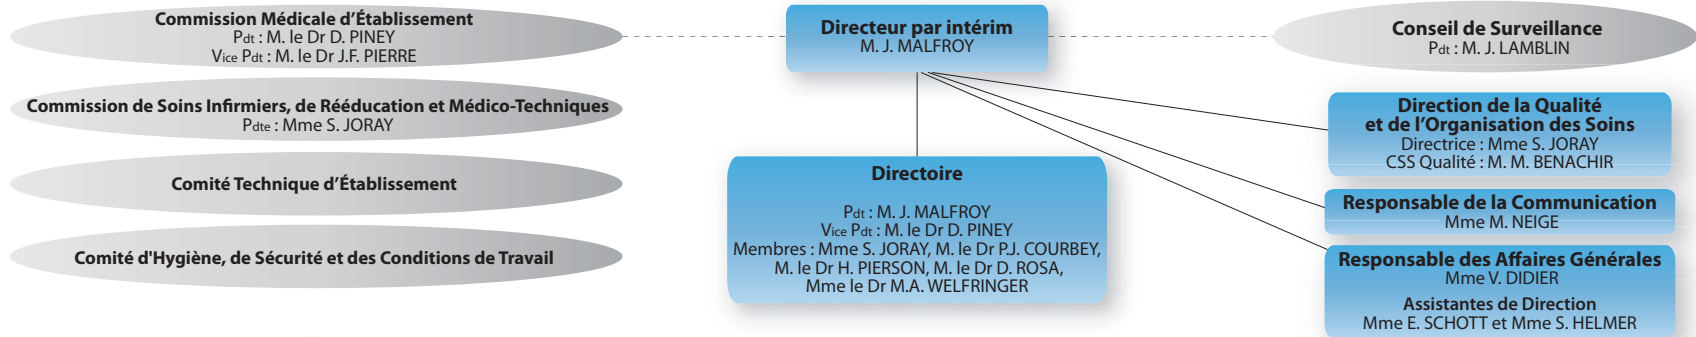 Commission Médicale d’Établissement
Pdt : M. le Dr D. PINEY
Vice Pdt : M. le Dr J.F. PIERRE
Commission de Soins Infirmiers, de Rééducation et Médico-Techniques
Pdte : Mme S. JORAY
Comité Technique d’Établissement
Comité d'Hygiène, de Sécurité et des Conditions de Travail
Directeur par intérim
M. J. MALFROY
Directoire
Pdt : M. J. MALFROY
Vice Pdt : M. le Dr D. PINEY
Membres : Mme S. JORAY, M. le Dr P.J. COURBEY,
M. le Dr H. PIERSON, M. le Dr D. ROSA,
Mme le Dr M.A. WELFRINGER
Conseil de Surveillance
Pdt : M. J. LAMBLIN
Direction de la Qualité
et de l’Organisation des Soins
Directrice : Mme S. JORAY
CSS Qualité : M. M. BENACHIR
Responsable de la Communication
Mme M. NEIGE
Responsable des Affaires Générales
Mme V. DIDIER
Assistantes de Direction
Mme E. SCHOTT et Mme S. HELMER